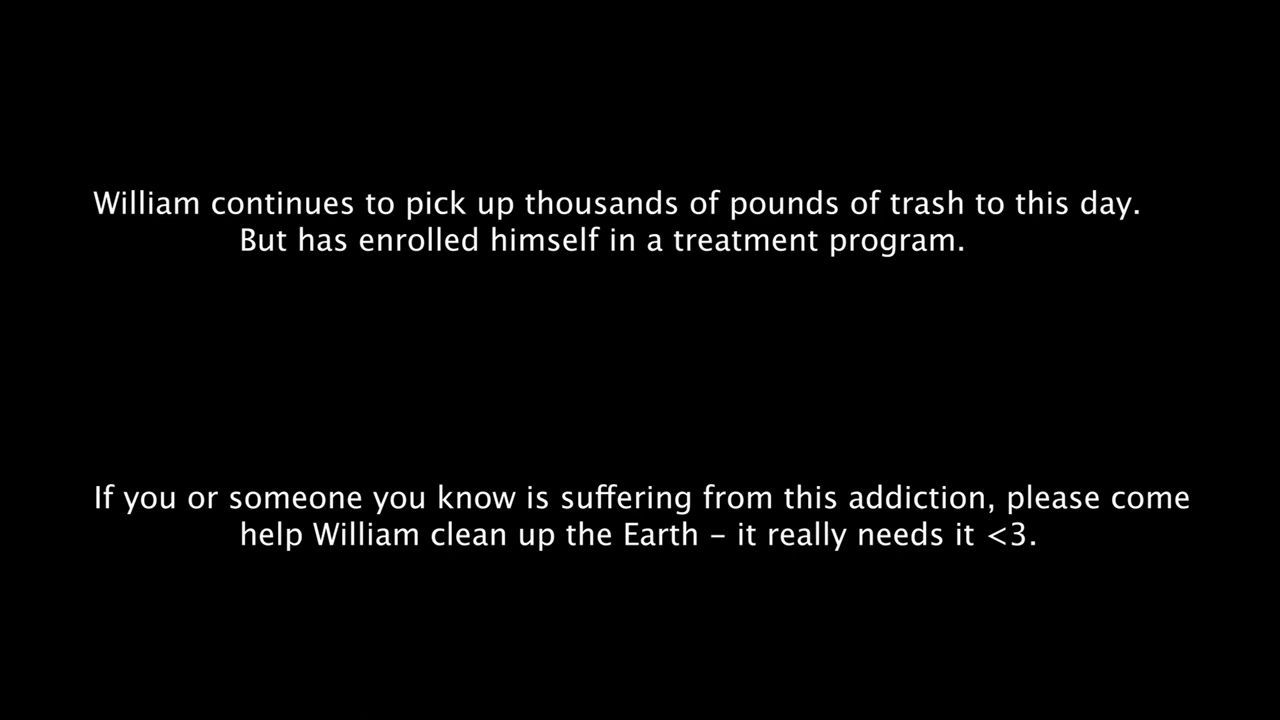 William continues to pick up thousands of pounds of trash to this day.
But has enrolled himself in a treatment program.
If you or someone you know is suffering from this addiction, please come
help William clean up the Earth – it really needs it <3.